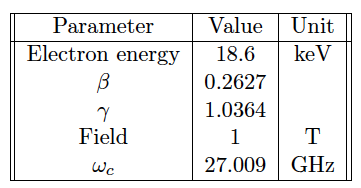 Parameter Value Unit
Electron energy 18.6 keV
β 0.2627
γ 1.0364
Field 1 T
ω_c 27.009 GHz